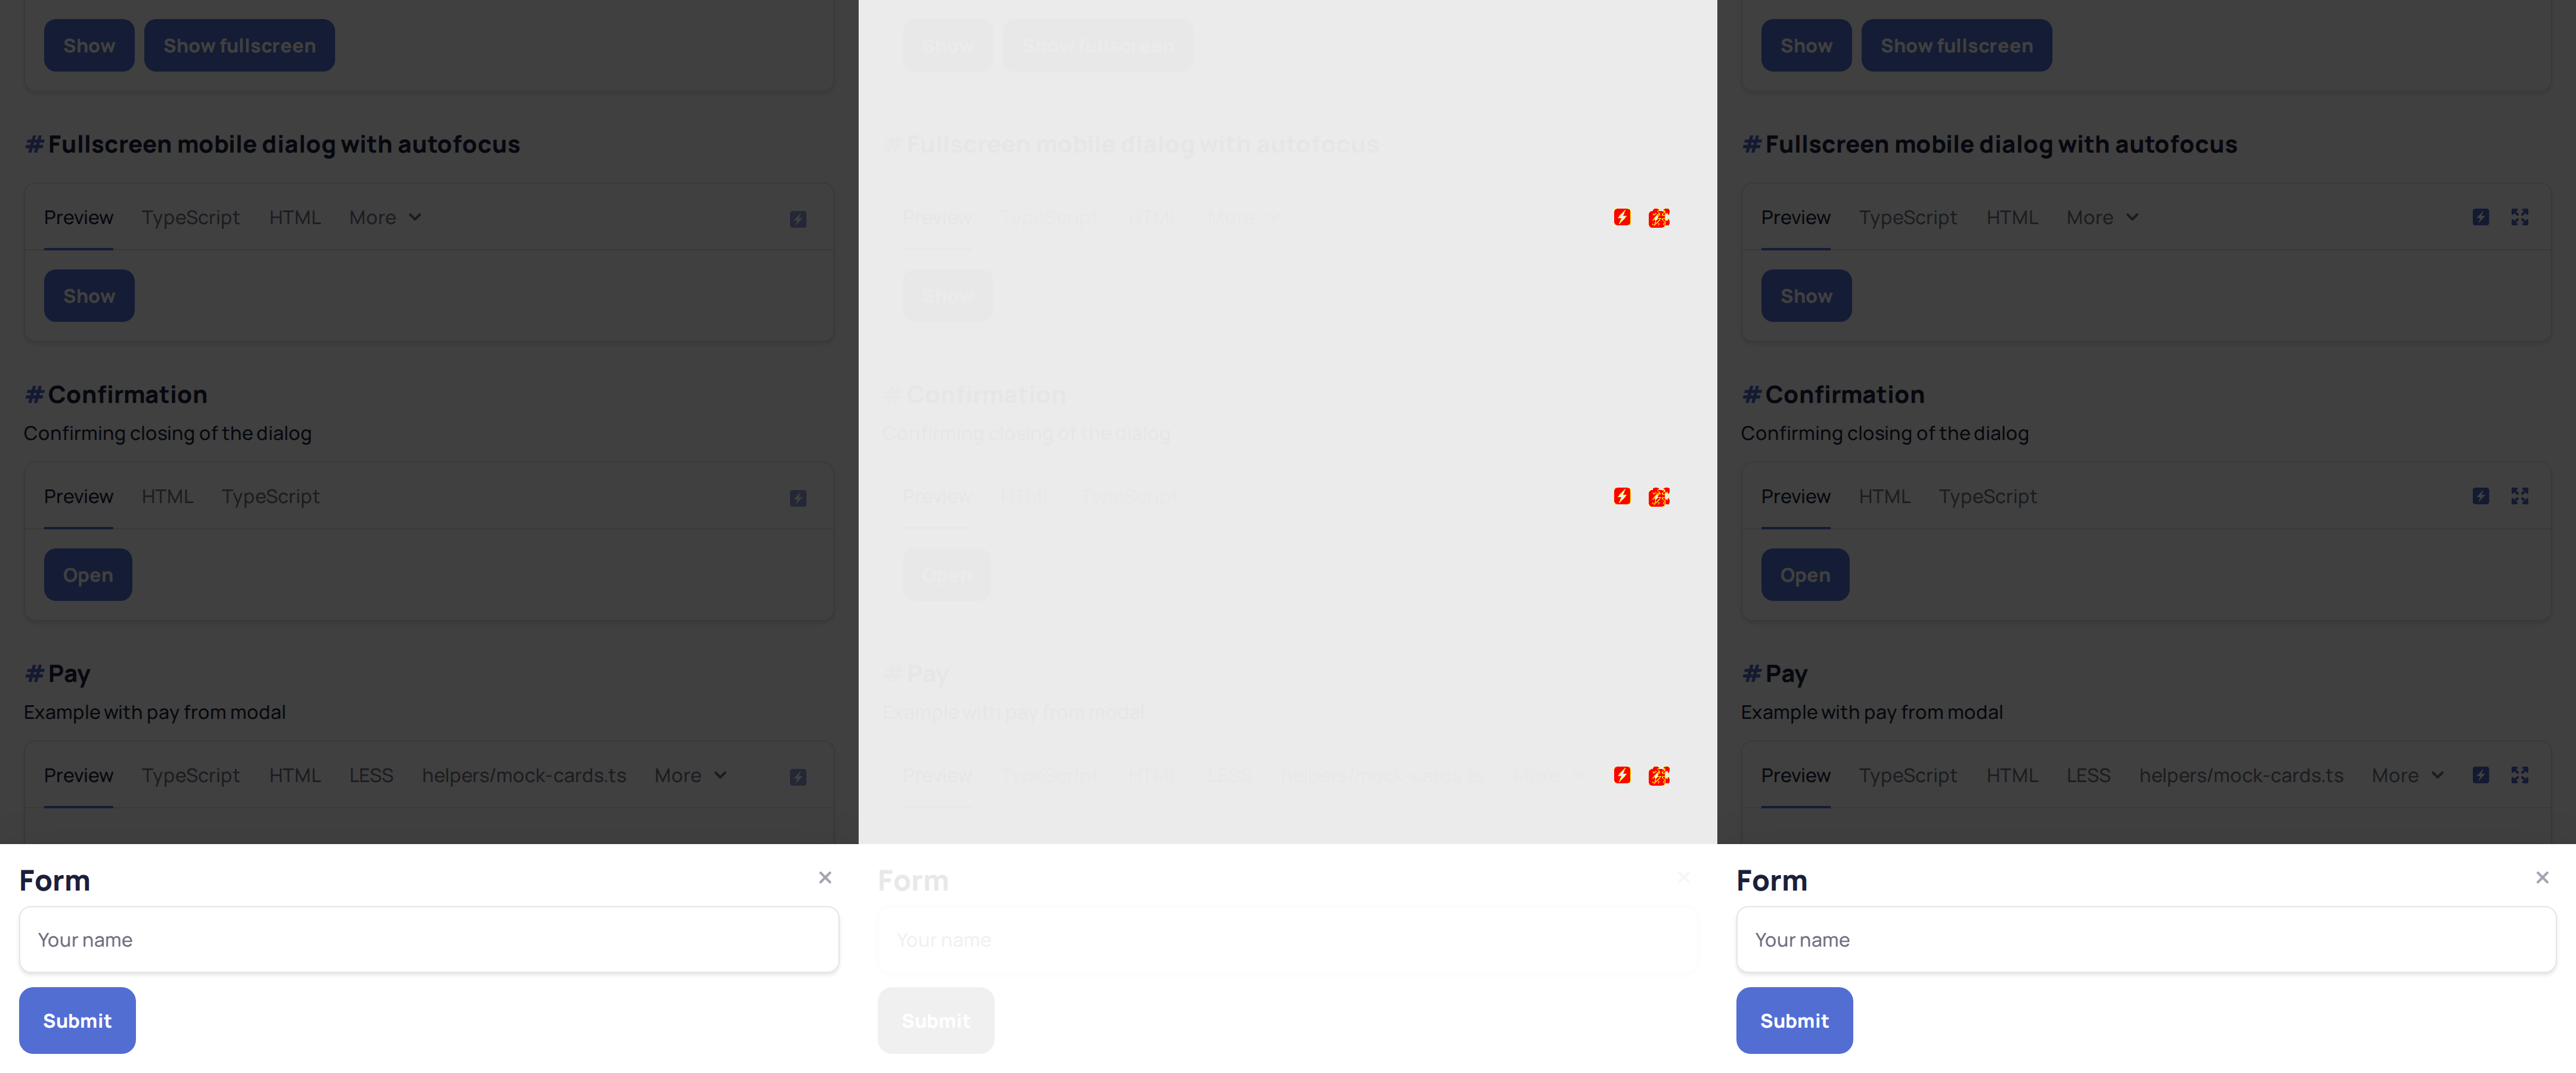 Show Show fullscreen
#Fullscreen mobile dialog with autofocus
Preview TypeScript HTML More
Show
#Confirmation
Confirming closing of the dialog
Preview HTML TypeScript
Open
#Pay
Example with pay from modal
Preview TypeScript HTML LESS helpers/mock-cards.ts More
Form
Your name
Submit
Show Show fullscreen
#Fullscreen mobile dialog with autofocus
Preview TypeScript HTML More
Show
#Confirmation
Confirming closing of the dialog
Preview HTML TypeScript
Open
#Pay
Example with pay from modal
Preview TypeScript HTML LESS helpers/mock-cards.ts More
Form
Your name
Submit
Show Show fullscreen
#Fullscreen mobile dialog with autofocus
Preview TypeScript HTML More
Show
#Confirmation
Confirming closing of the dialog
Preview HTML TypeScript
Open
#Pay
Example with pay from modal
Preview TypeScript HTML LESS helpers/mock-cards.ts More
Form
Your name
Submit